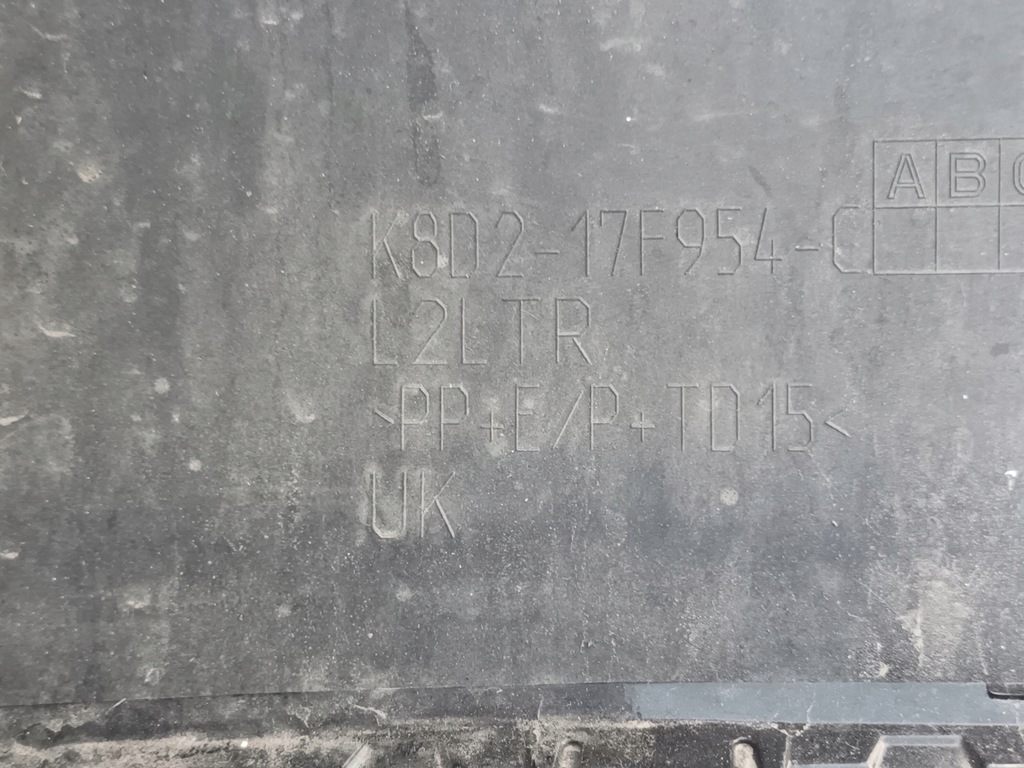 A B C
K8D2-17F954-C
L2LTR
>PP+E/P+TD15<
UK